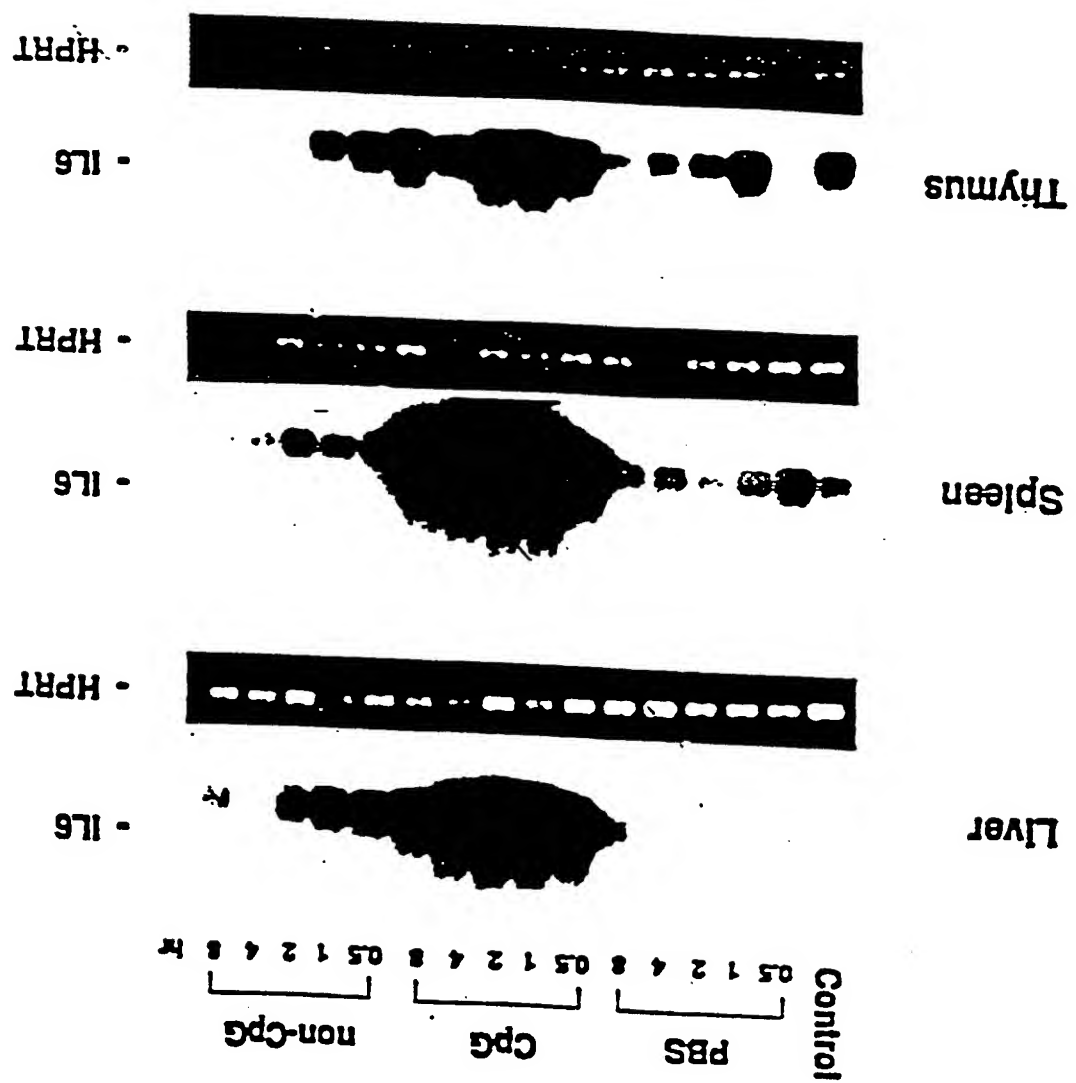 Control PBS CpG non-CpG
0.5 1 2 4 8 0.5 1 2 4 8 0.5 1 2 4 8 hr
Liver - IL6
- HPRT
Spleen - IL6
- HPRT
Thymus - IL6
- HPRT